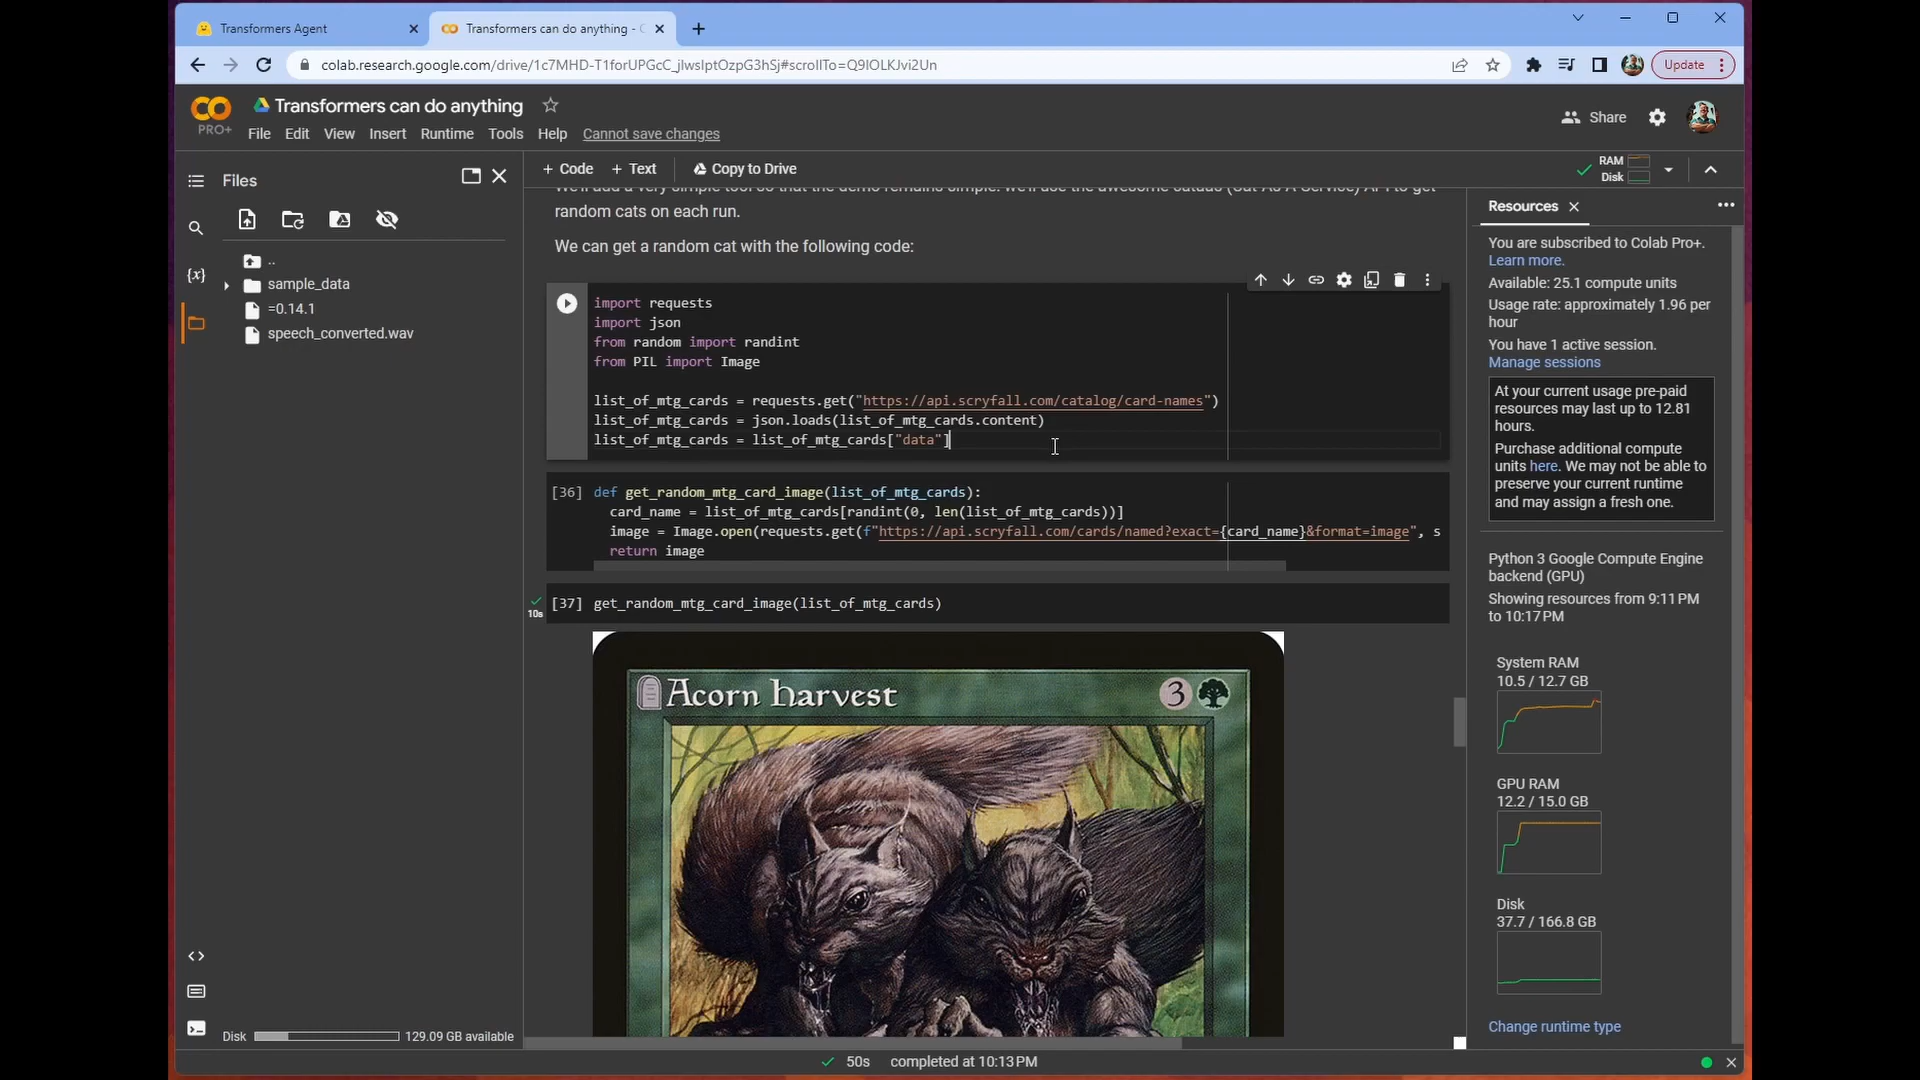 Transformers Agent
Transformers can do anything - C
colab.research.google.com/drive/1c7MHD-T1forUPGcC_jlwsIptOzpG3hSj#scrollTo=Q9IOLKJvi2Un
Update
CO
PRO+
Transformers can do anything
File Edit View Insert Runtime Tools Help Cannot save changes
Share
Files
..
sample_data
=0.14.1
speech_converted.wav
Disk 129.09 GB available
+ Code + Text Copy to Drive
RAM
Disk
random cats on each run.
We can get a random cat with the following code:
import requests
import json
from random import randint
from PIL import Image
list_of_mtg_cards = requests.get("https://api.scryfall.com/catalog/card-names")
list_of_mtg_cards = json.loads(list_of_mtg_cards.content)
list_of_mtg_cards = list_of_mtg_cards["data"]
[36] def get_random_mtg_card_image(list_of_mtg_cards):
card_name = list_of_mtg_cards[randint(0, len(list_of_mtg_cards))]
image = Image.open(requests.get(f"https://api.scryfall.com/cards/named?exact={card_name}&format=image", s
return image
10s
[37] get_random_mtg_card_image(list_of_mtg_cards)
Acorn Harvest 3
Resources
You are subscribed to Colab Pro+.
Learn more.
Available: 25.1 compute units
Usage rate: approximately 1.96 per
hour
You have 1 active session.
Manage sessions
At your current usage pre-paid
resources may last up to 12.81
hours.
Purchase additional compute
units here. We may not be able to
preserve your current runtime
and may assign a fresh one.
Python 3 Google Compute Engine
backend (GPU)
Showing resources from 9:11 PM
to 10:17 PM
System RAM
10.5 / 12.7 GB
GPU RAM
12.2 / 15.0 GB
Disk
37.7 / 166.8 GB
Change runtime type
50s completed at 10:13 PM